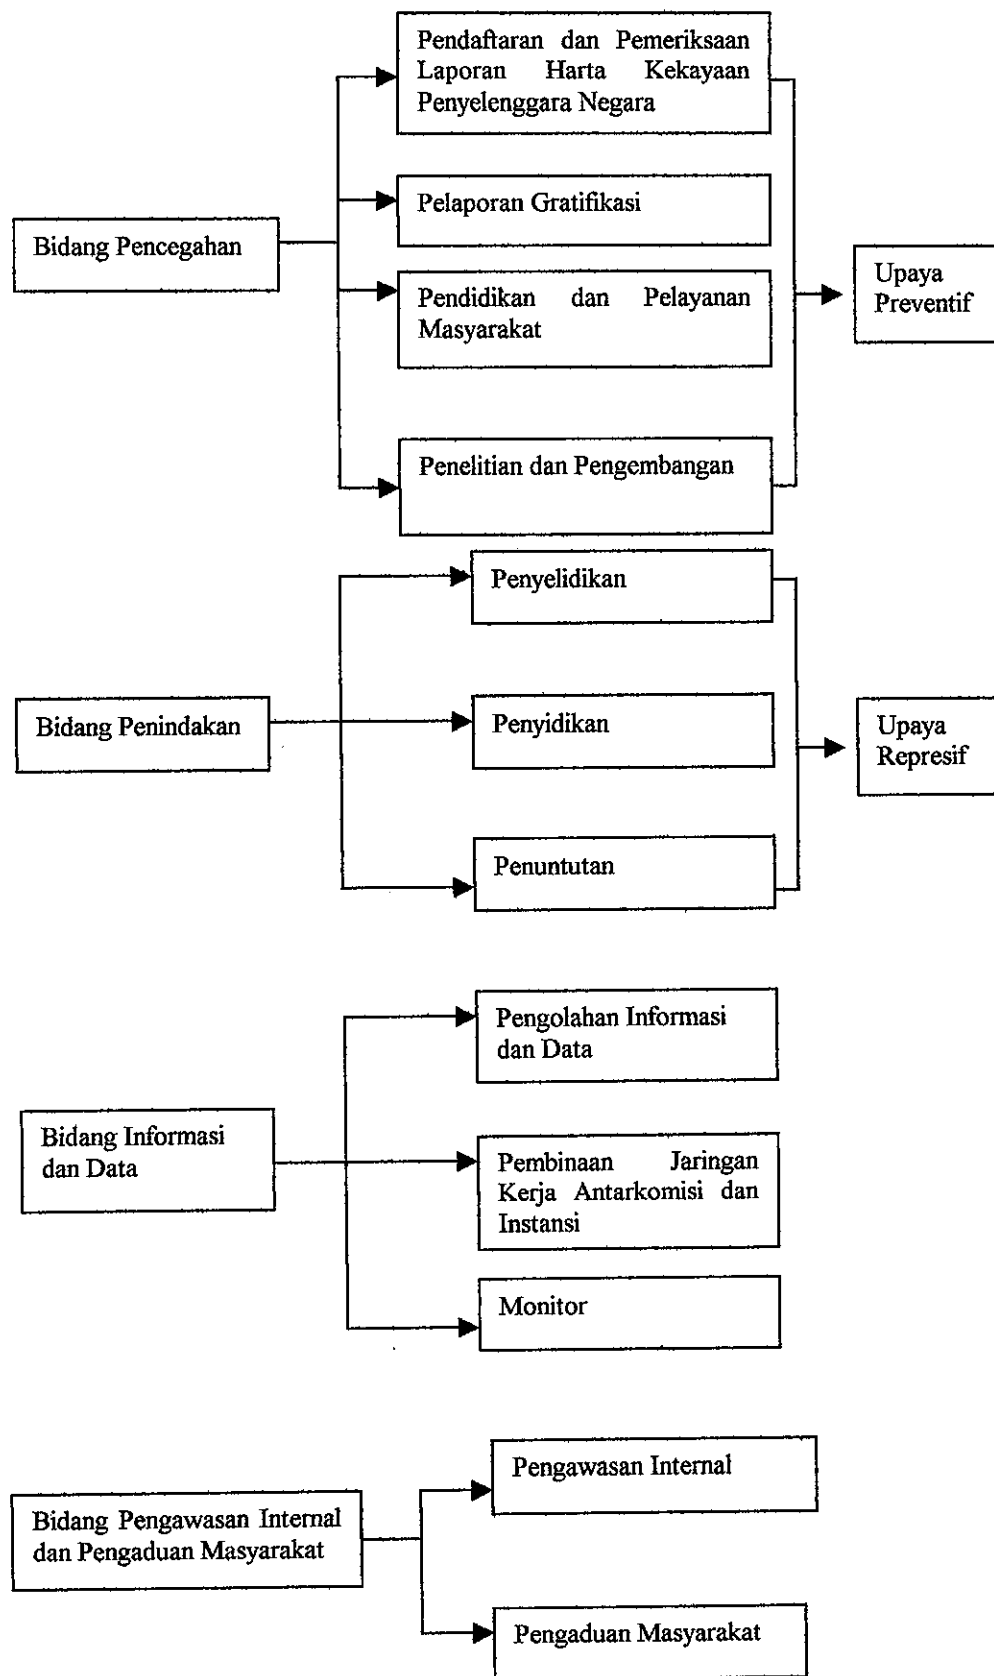 Pendaftaran dan Pemeriksaan
Laporan Harta Kekayaan
Penyelenggara Negara
Pelaporan Gratifikasi
Bidang Pencegahan
Pendidikan dan Pelayanan
Masyarakat
Upaya
Preventif
Penelitian dan Pengembangan
Penyelidikan
Bidang Penindakan
Penyidikan
Upaya
Represif
Penuntutan
Pengolahan Informasi
dan Data
Bidang Informasi
dan Data
Pembinaan Jaringan
Kerja Antarkomisi dan
Instansi
Monitor
Pengawasan Internal
Bidang Pengawasan Internal
dan Pengaduan Masyarakat
Pengaduan Masyarakat